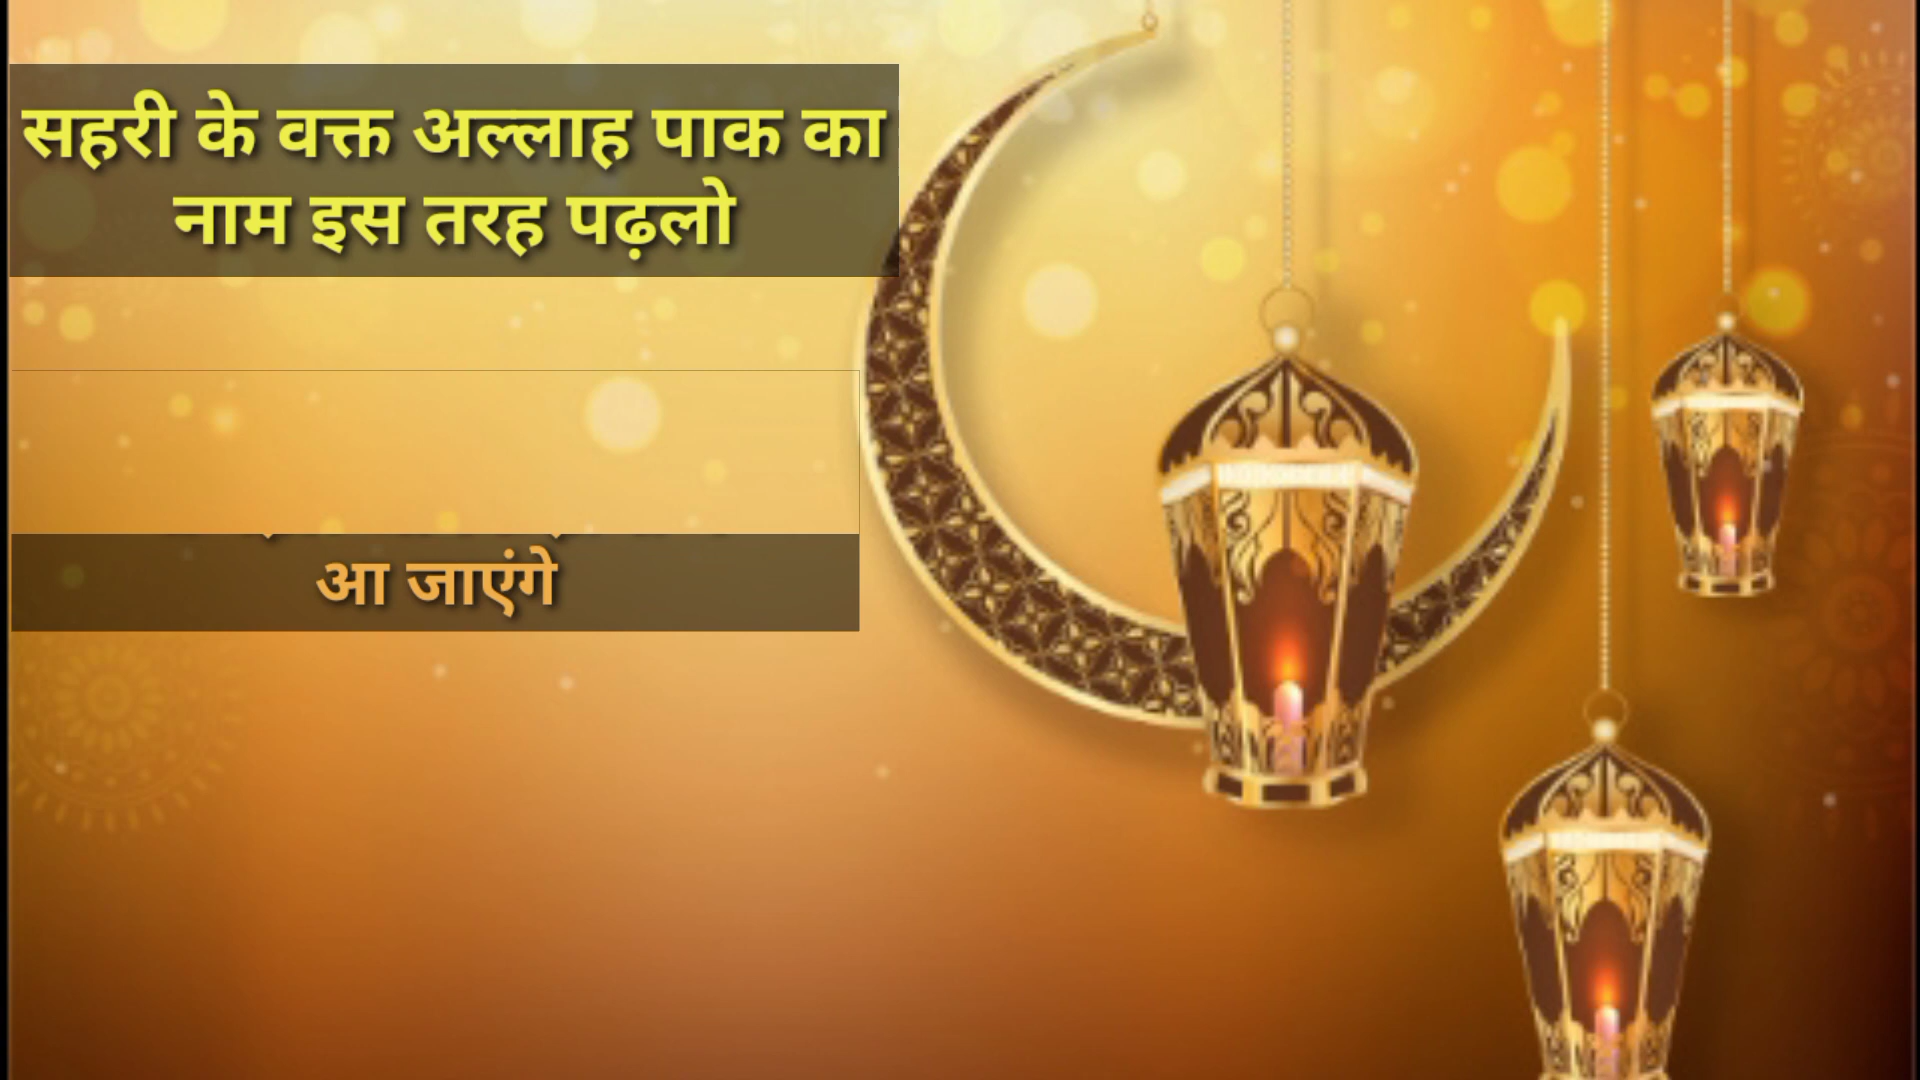 सहरी के वक्त अल्लाह पाक का
नाम इस तरह पढ़लो
आ जाएंगे